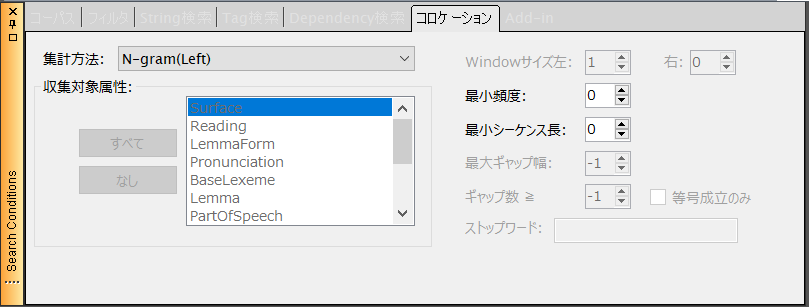 コーパス フィルタ String検索 Tag検索 Dependency検索 コロケーション Add-in
集計方法: N-gram(Left)
Windowサイズ左: 1 右: 0
収集対象属性:
最小頻度: 0
Surface
Reading
すべて
LemmaForm
最小シーケンス長: 0
Pronunciation
最大ギャップ幅: -1
なし
BaseLexeme
Lemma
ギャップ数 ≧ -1 等号成立のみ
PartOfSpeech
ストップワード:
Search Conditions